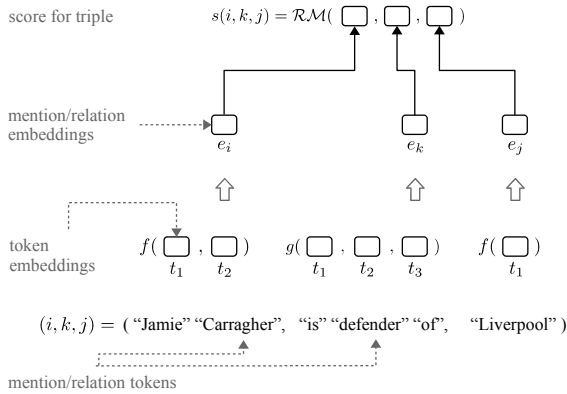 score for triple
s(i, k, j) = RM( , , )
mention/relation
embeddings
e_i e_k e_j
token
embeddings
f( , ) g( , , ) f( )
t_1 t_2 t_1 t_2 t_3 t_1
(i, k, j) = ( “Jamie” “Carragher”, “is” “defender” “of”, “Liverpool” )
mention/relation tokens